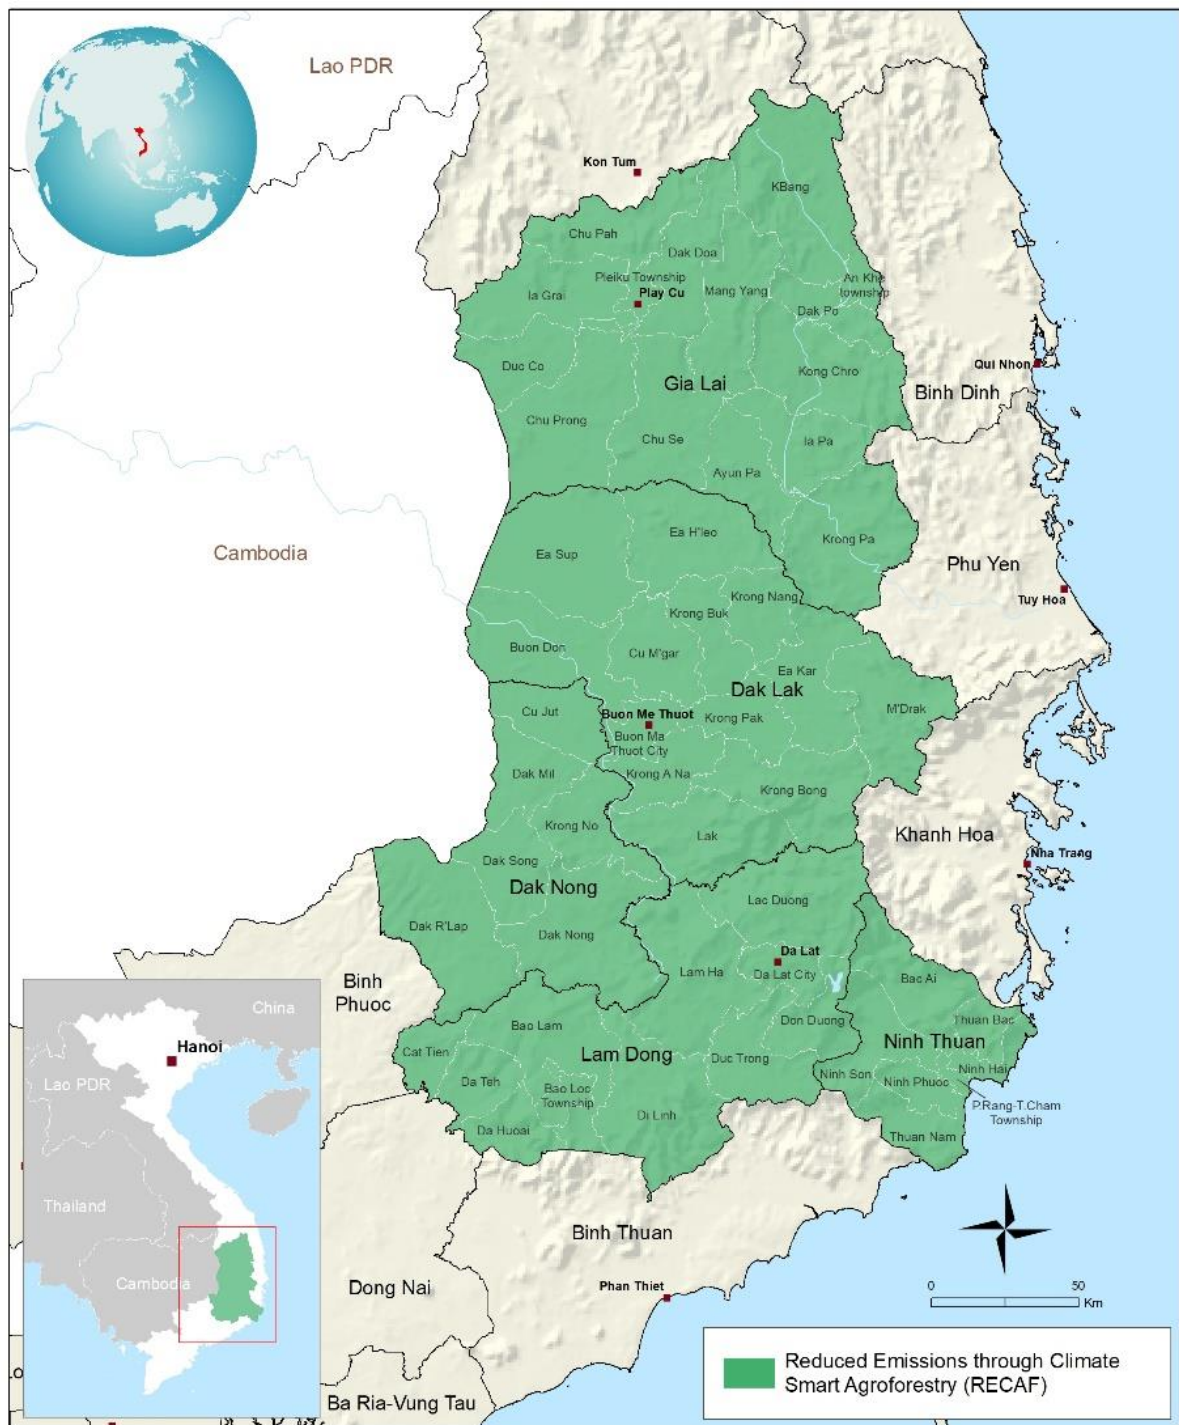 Lao PDR
Kon Tum
KBang
Chu Pah
Dak Doa
Pleiku Township
Ia Grai
Play Cu
Mang Yang
An Khe
township
Dak Po
Duc Co
Gia Lai
Kong Chro
Qui Nhon
Binh Dinh
Chu Prong
Chu Se
Ia Pa
Ayun Pa
Cambodia
Ea Sup
Ea H'leo
Krong Pa
Phu Yen
Tuy Hoa
Krong Nang
Krong Buk
Buon Don
Cu M'gar
Ea Kar
Dak Lak
M'Drak
Cu Jut
Buon Me Thuot
Krong Pak
Buon Ma
Thuot City
Dak Mil
Krong A Na
Krong Bong
Krong No
Lak
Khanh Hoa
Nha Trang
Dak Song
Dak Nong
Lac Duong
Dak R'Lap
Dak Nong
Da Lat
Lam Ha
Da Lat City
Bac Ai
Binh
Phuoc
Bao Lam
Don Duong
Thuan Bac
Cat Tien
Lam Dong
Duc Trong
Ninh Thuan
Da Teh
Bao Loc
Township
Ninh Son
Ninh Phuoc
Ninh Hai
Da Huoai
Di Linh
P.Rang-T.Cham
Township
Thuan Nam
China
Hanoi
Lao PDR
Thailand
Cambodia
Binh Thuan
Dong Nai
Phan Thiet
0 50
Km
Ba Ria-Vung Tau
Reduced Emissions through Climate
Smart Agroforestry (RECAF)